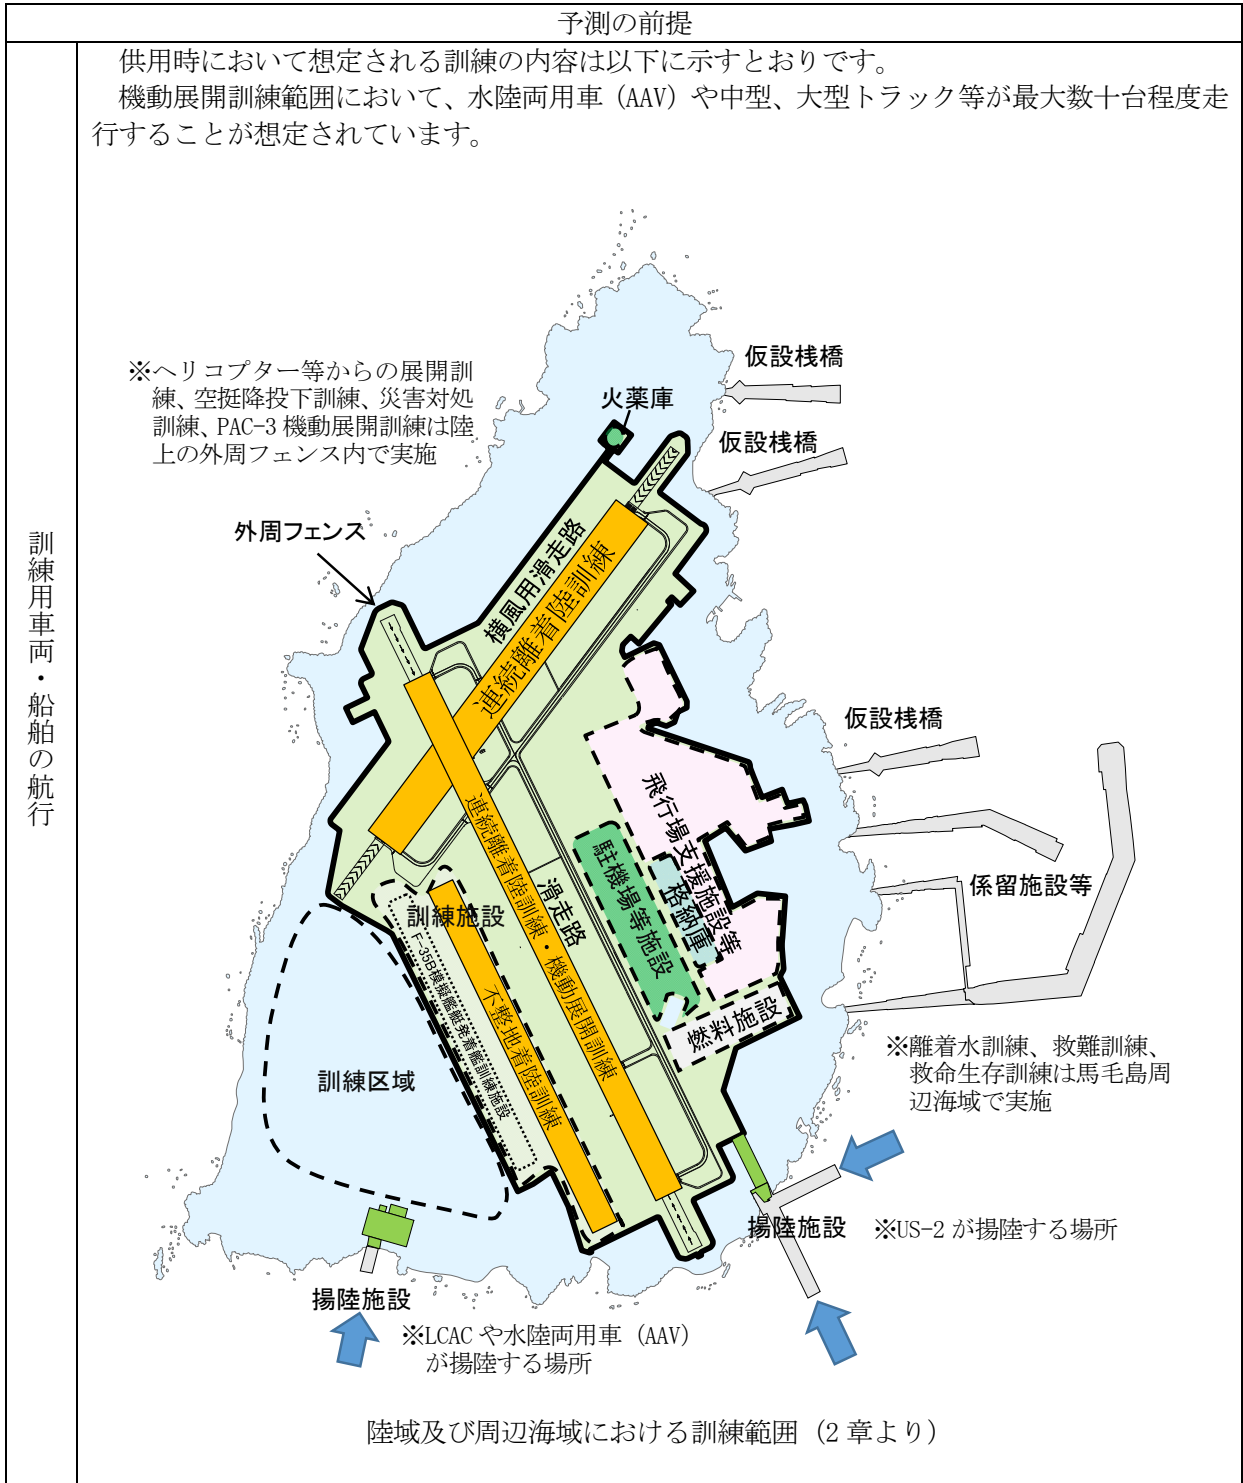 予測の前提
訓練用車両・船舶の航行
供用時において想定される訓練の内容は以下に示すとおりです。
機動展開訓練範囲において、水陸両用車（AAV）や中型、大型トラック等が最大数十台程度走
行することが想定されています。
※ヘリコプター等からの展開訓
練、空挺降投下訓練、災害対処
訓練、PAC-3 機動展開訓練は陸
上の外周フェンス内で実施
仮設桟橋
火薬庫
仮設桟橋
外周フェンス
横風用滑走路
連続離着陸訓練
仮設桟橋
飛行場支援施設等
連続離着陸訓練・機動展開訓練
滑走路
駐機場等施設
格納庫
係留施設等
訓練施設
F-35B模擬艦艇発着艦訓練施設
不整地着陸訓練
燃料施設
訓練区域
※離着水訓練、救難訓練、
救命生存訓練は馬毛島周
辺海域で実施
揚陸施設
※US-2 が揚陸する場所
揚陸施設
※LCAC や水陸両用車（AAV）
が揚陸する場所
陸域及び周辺海域における訓練範囲（2 章より）